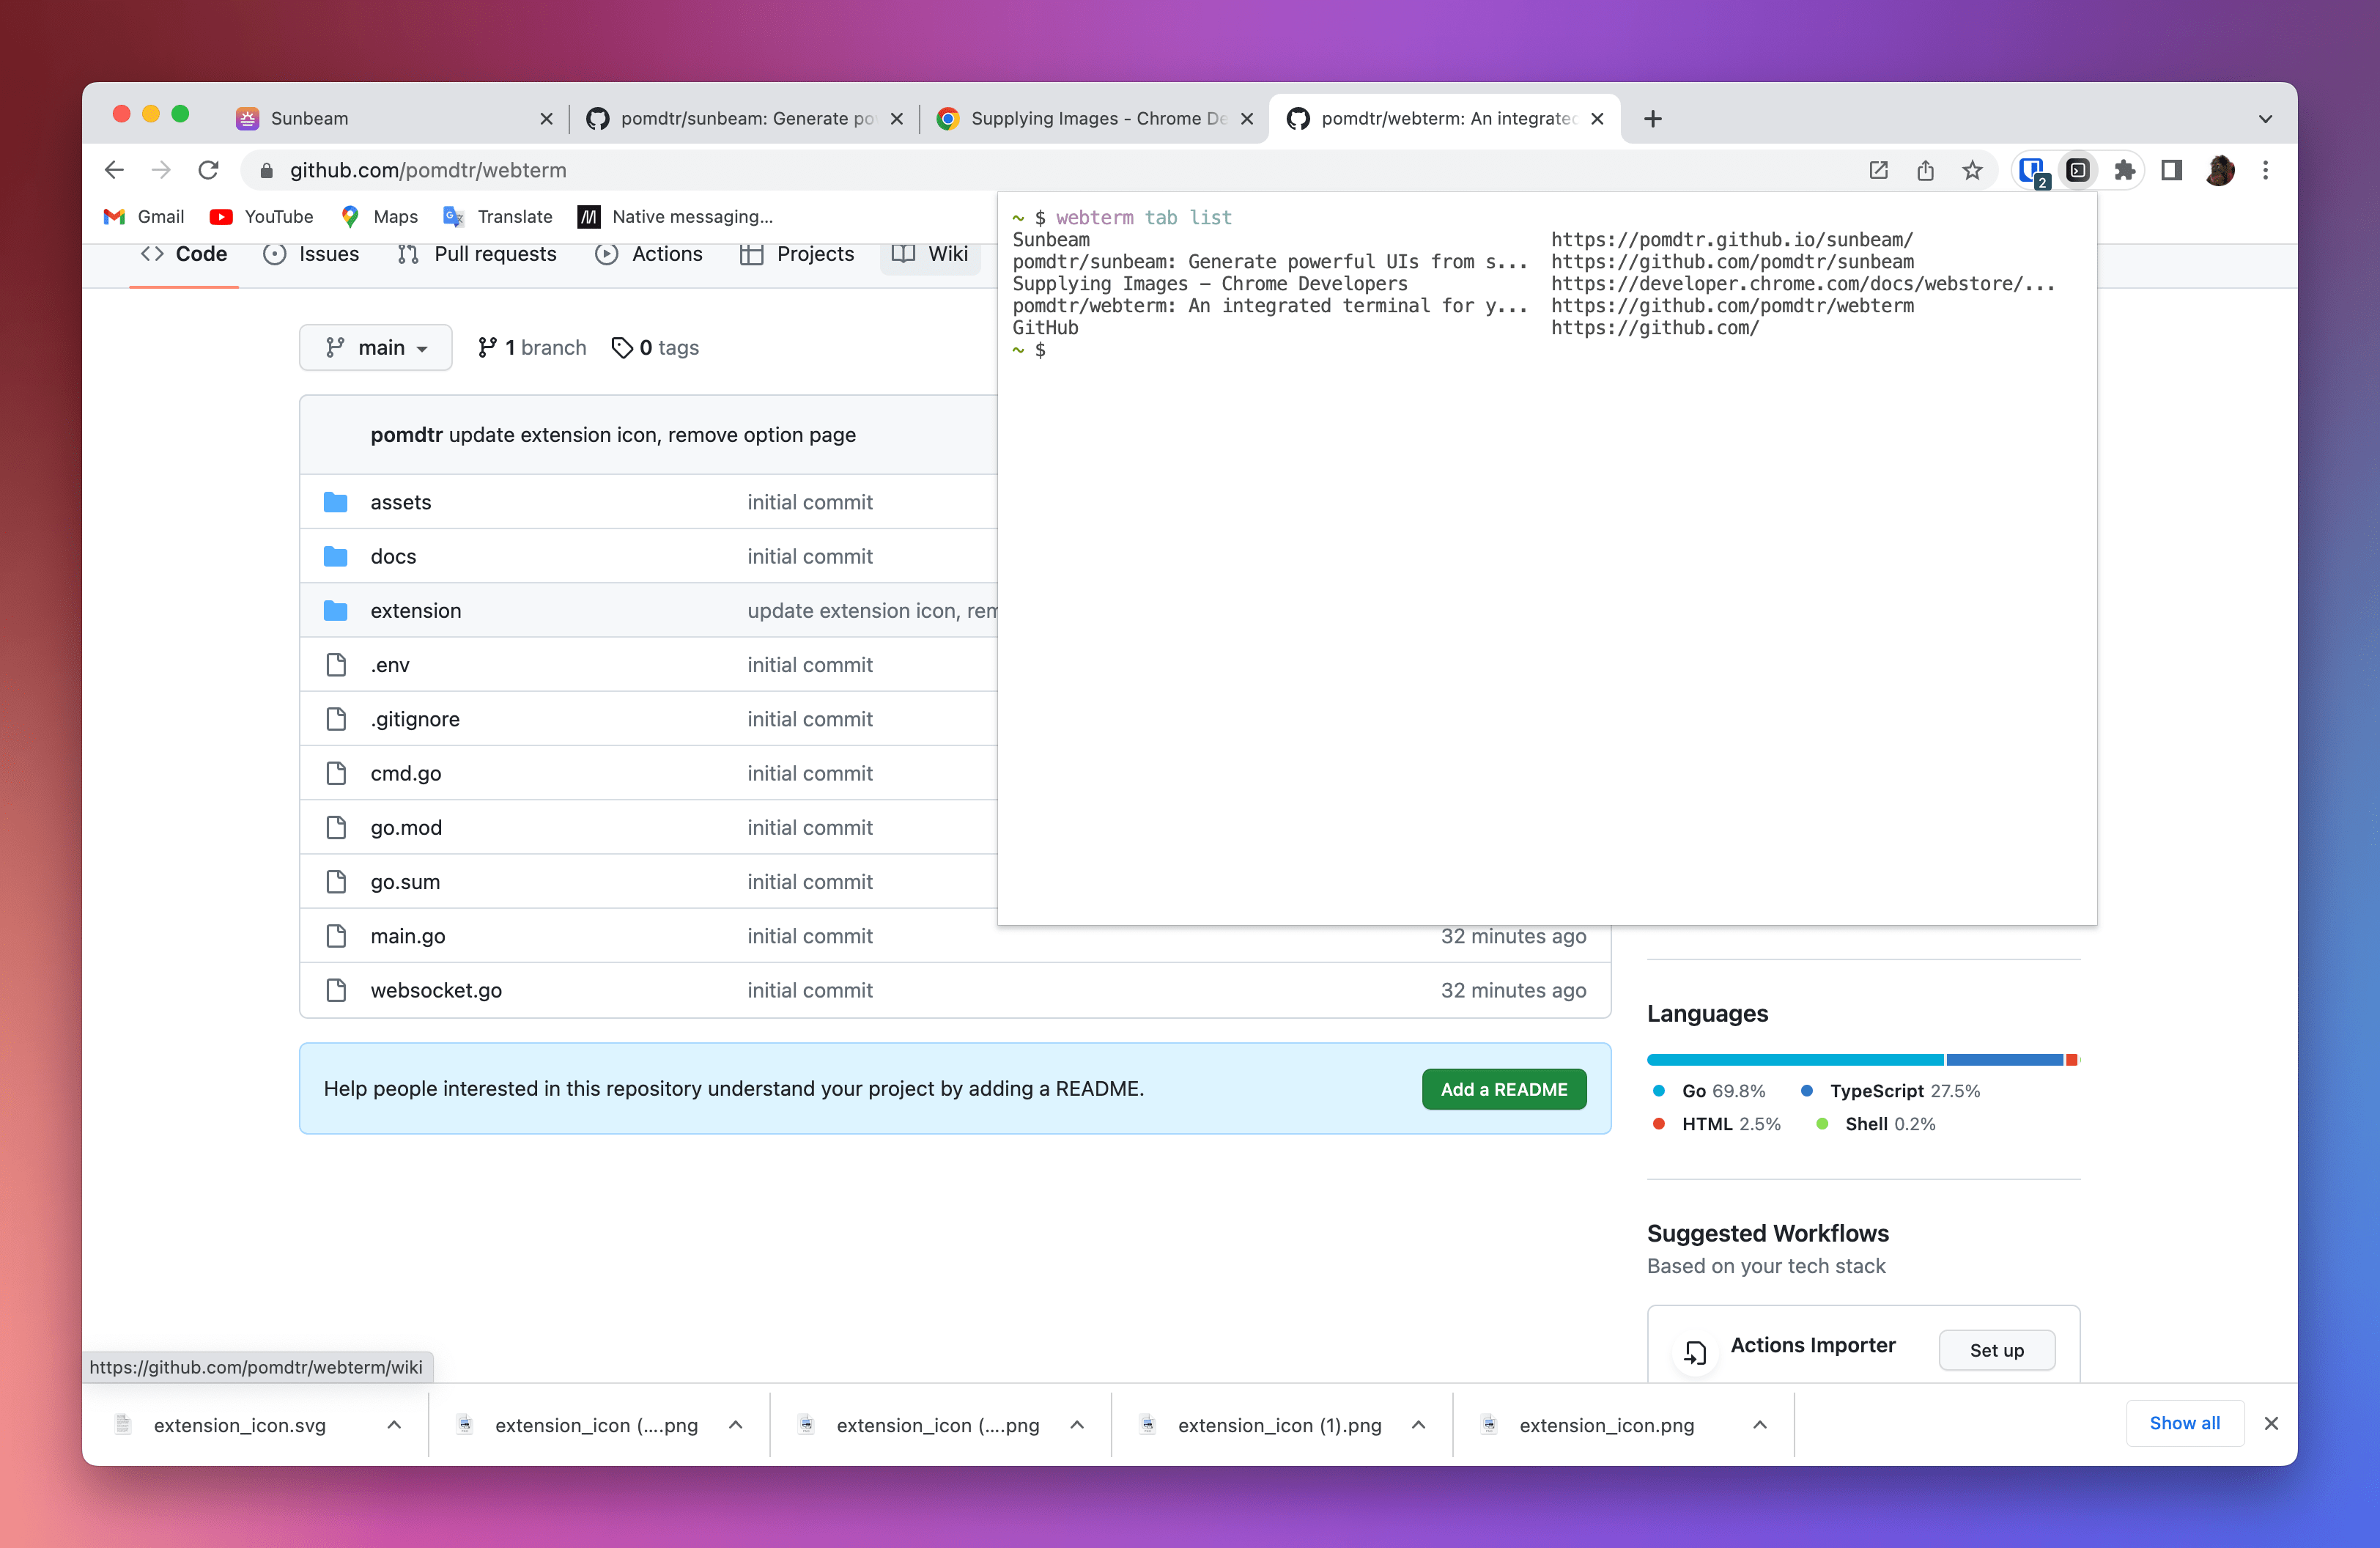 Sunbeam
pomdtr/sunbeam: Generate po
Supplying Images - Chrome De
pomdtr/webterm: An integrated
github.com/pomdtr/webterm
2
Gmail
YouTube
Maps
Translate
Native messaging...
Code
Issues
Pull requests
Actions
Projects
Wiki
~ $ webterm tab list
Sunbeam https://pomdtr.github.io/sunbeam/
pomdtr/sunbeam: Generate powerful UIs from s... https://github.com/pomdtr/sunbeam
Supplying Images – Chrome Developers https://developer.chrome.com/docs/webstore/...
pomdtr/webterm: An integrated terminal for y... https://github.com/pomdtr/webterm
GitHub https://github.com/
~ $
main
1 branch
0 tags
pomdtr update extension icon, remove option page
assets initial commit
docs initial commit
extension update extension icon, rem
.env initial commit
.gitignore initial commit
cmd.go initial commit
go.mod initial commit
go.sum initial commit
main.go initial commit 32 minutes ago
websocket.go initial commit 32 minutes ago
Help people interested in this repository understand your project by adding a README.
Add a README
Languages
Go 69.8% TypeScript 27.5%
HTML 2.5% Shell 0.2%
Suggested Workflows
Based on your tech stack
Actions Importer
Set up
https://github.com/pomdtr/webterm/wiki
extension_icon.svg
extension_icon (....png
extension_icon (....png
extension_icon (1).png
extension_icon.png
Show all